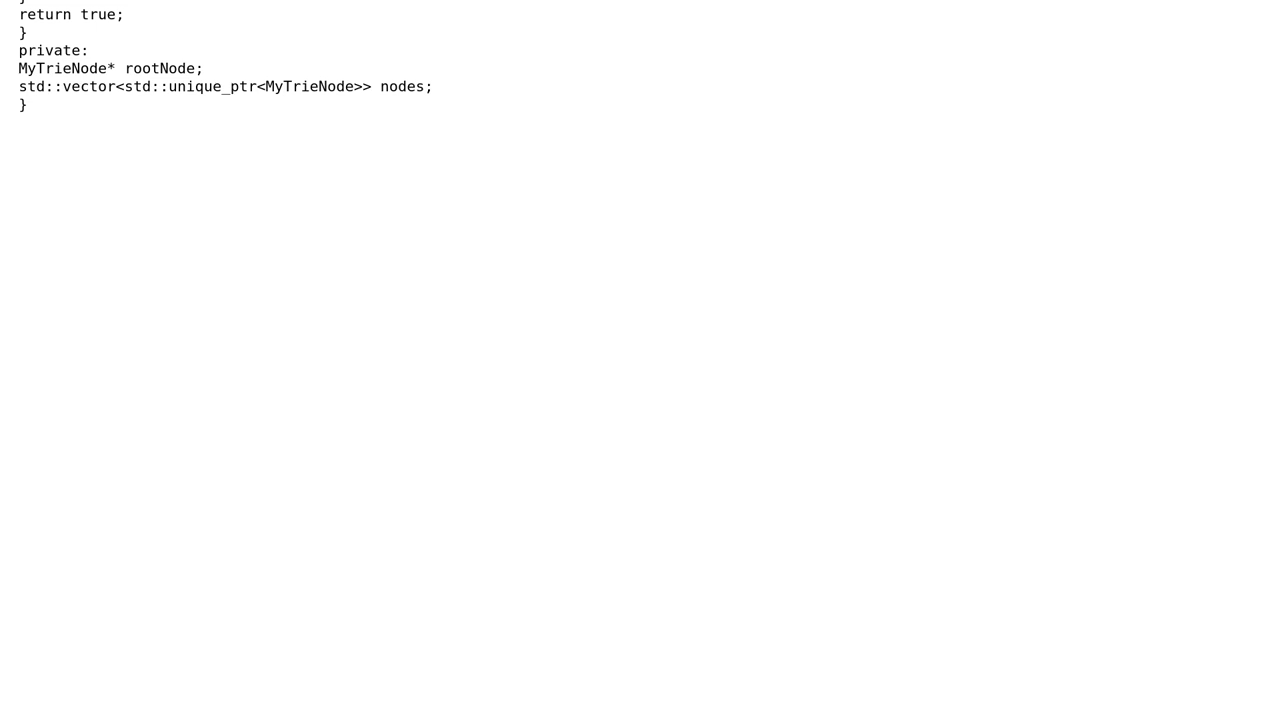 }
return true;
}
private:
MyTrieNode* rootNode;
std::vector<std::unique_ptr<MyTrieNode>> nodes;
}